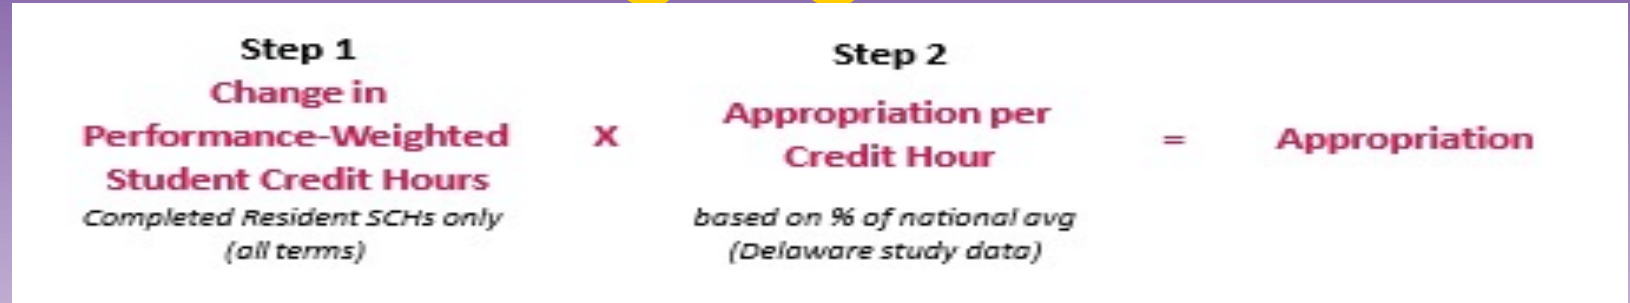 Step 1
Change in
Performance-Weighted
Student Credit Hours
Completed Resident SCHs only
(all terms)
X
Step 2
Appropriation per
Credit Hour
based on % of national avg
(Delaware study data)
=
Appropriation